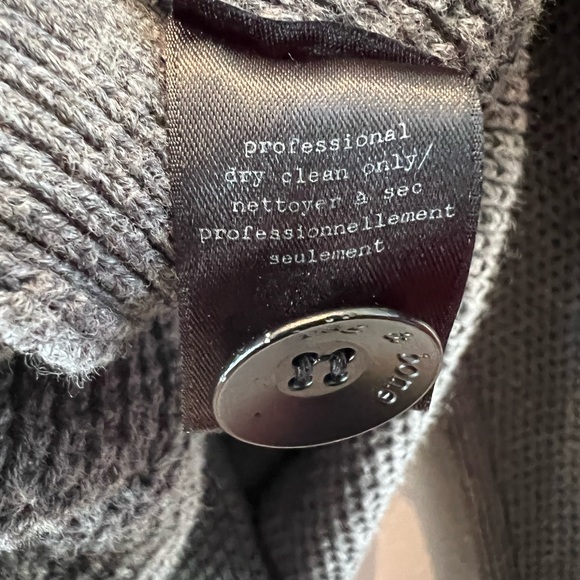 professional
dry clean only/
nettoyer à sec
professionnellement
seulement